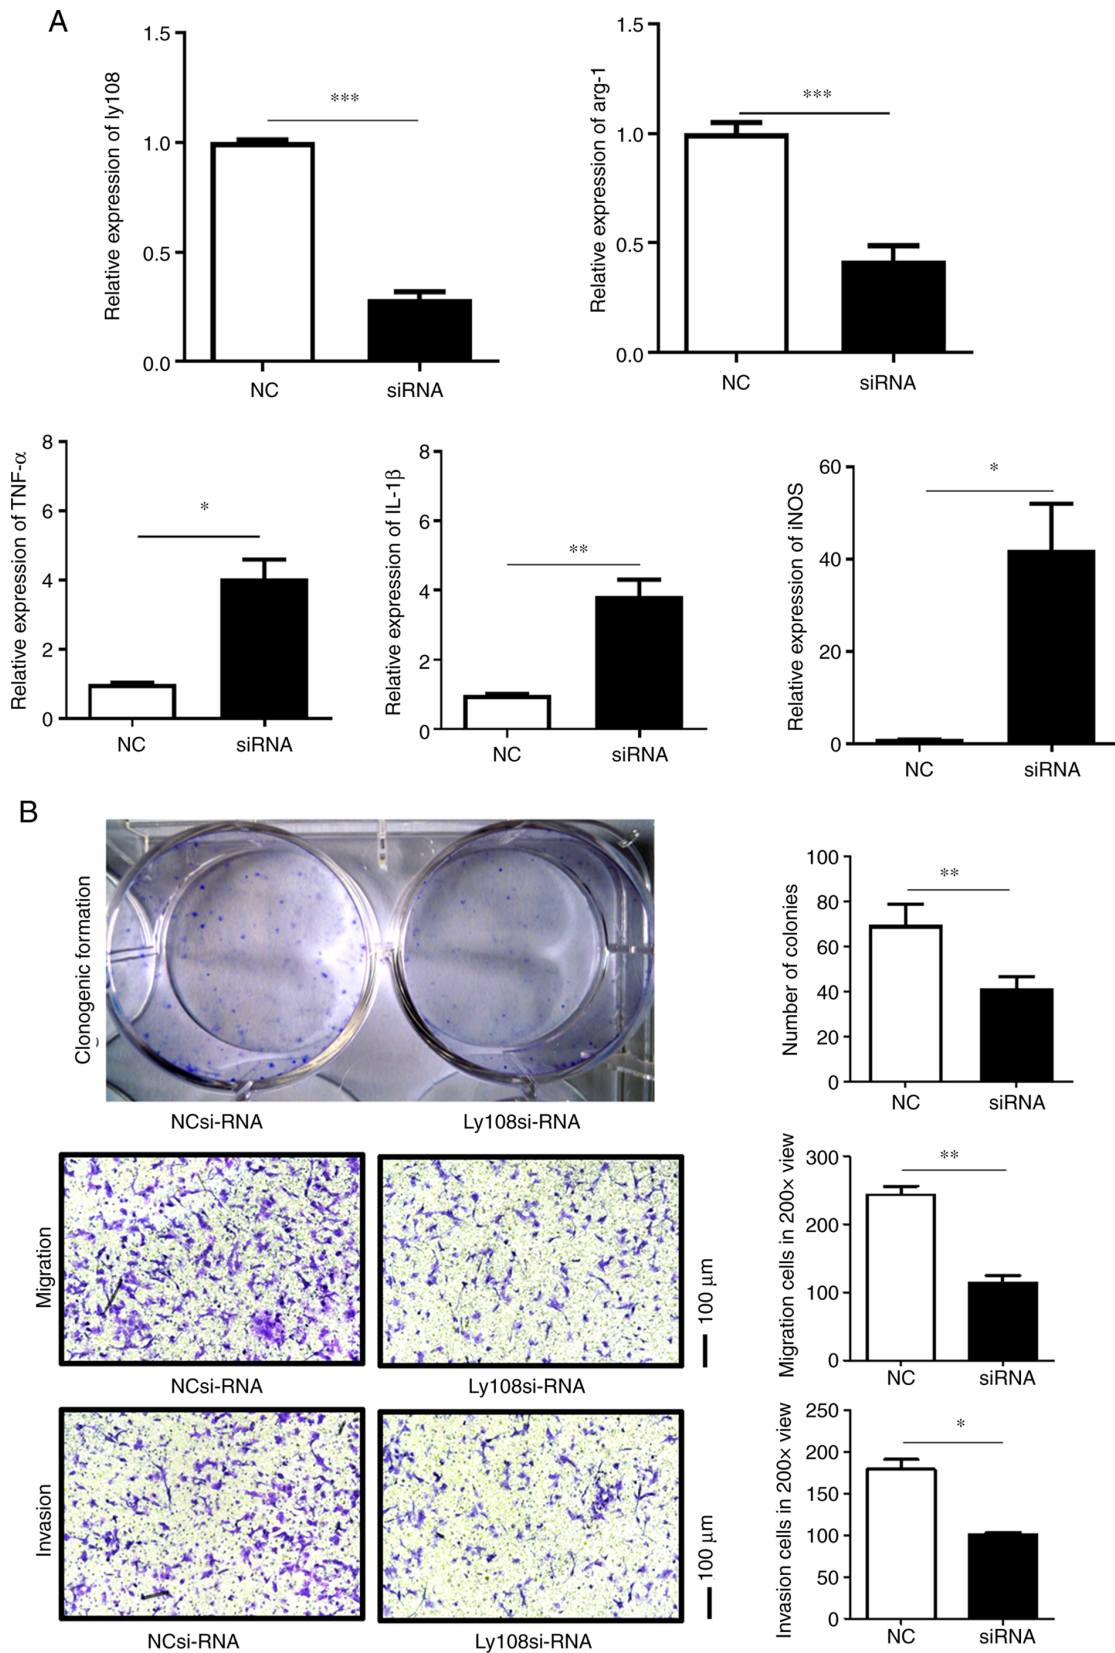 A
Relative expression of ly108
1.5
1.0
0.5
0.0
***
NC
siRNA
Relative expression of arg-1
1.5
1.0
0.5
0.0
***
NC
siRNA
Relative expression of TNF-α
8
6
4
2
0
*
NC
siRNA
Relative expression of IL-1β
8
6
4
2
0
**
NC
siRNA
Relative expression of iNOS
60
40
20
0
*
NC
siRNA
B
Clonogenic formation
NCsi-RNA
Ly108si-RNA
Number of colonies
100
80
60
40
20
0
**
NC
siRNA
Migration
NCsi-RNA
Ly108si-RNA
100 µm
Migration cells in 200× view
300
200
100
0
**
NC
siRNA
Invasion
NCsi-RNA
Ly108si-RNA
100 µm
Invasion cells in 200× view
250
200
150
100
50
0
*
NC
siRNA